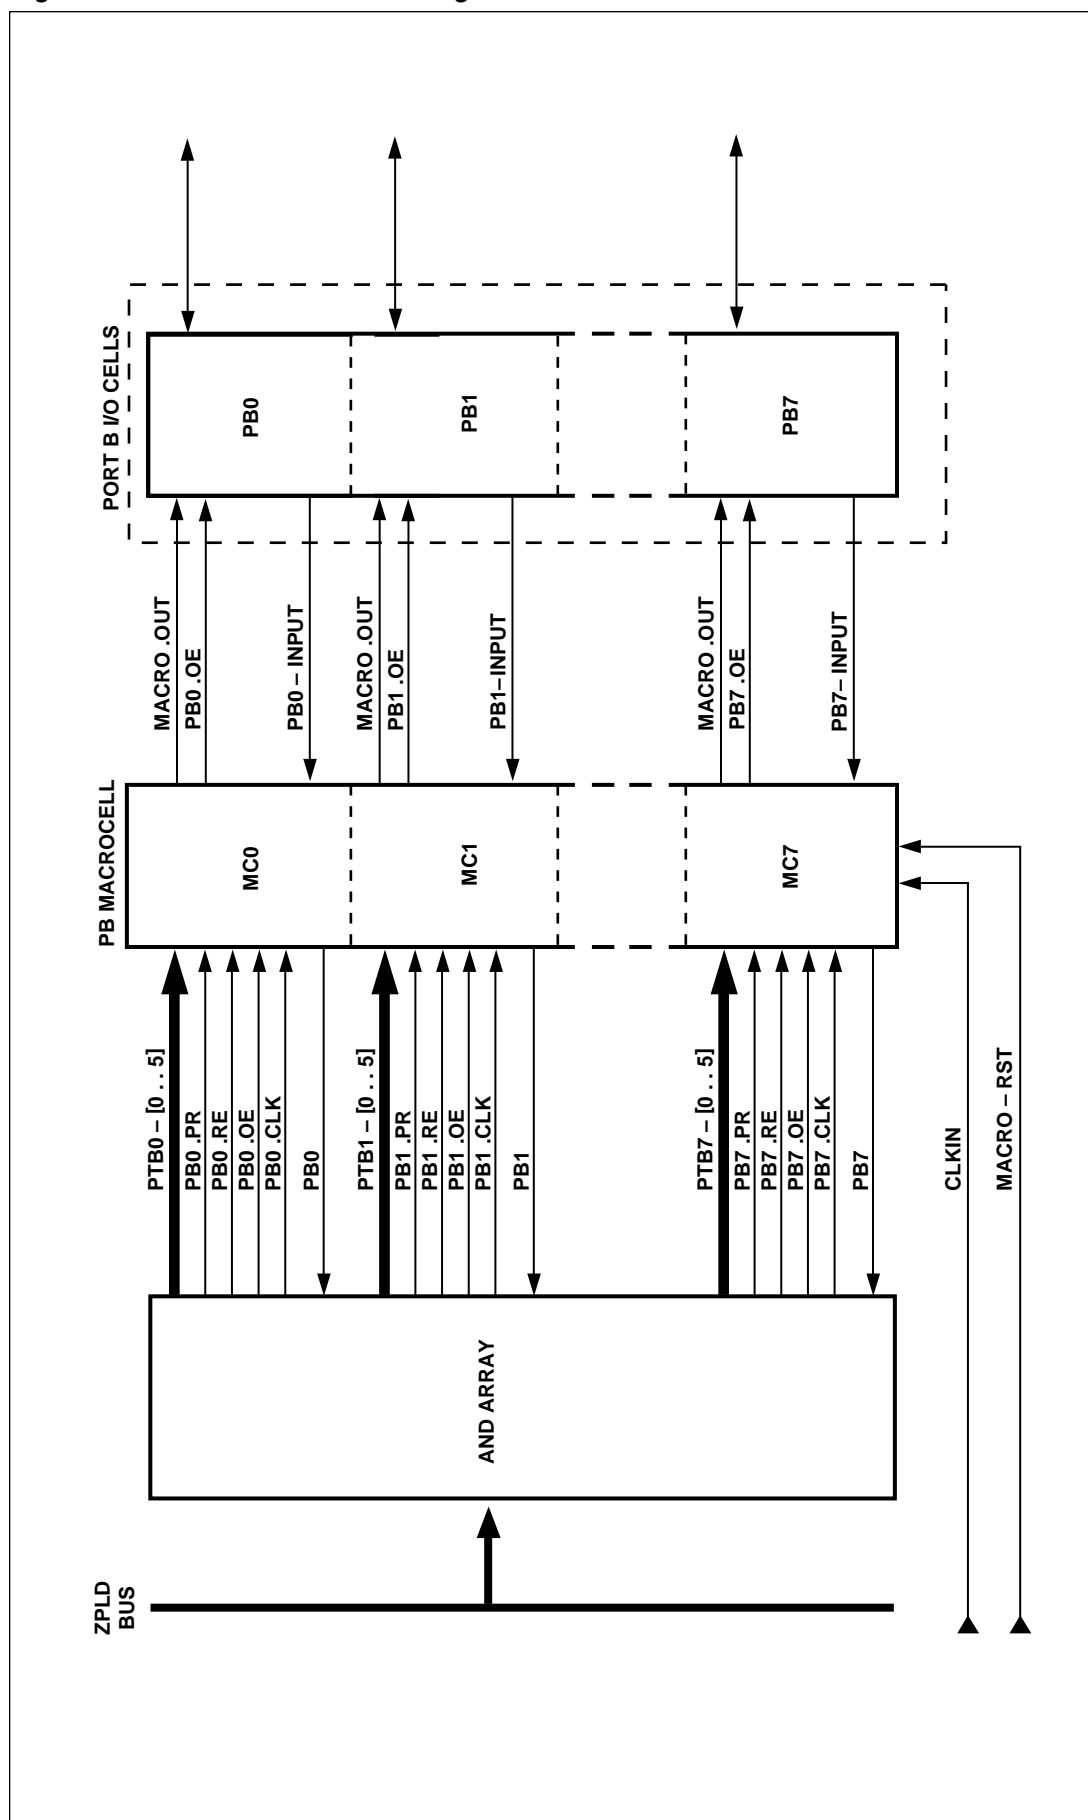 PORT B I/O CELLS
PB0
PB1
PB7
MACRO .OUT
PB0 .OE
PB0 – INPUT
MACRO .OUT
PB1 .OE
PB1–INPUT
MACRO .OUT
PB7 .OE
PB7– INPUT
PB MACROCELL
MC0
MC1
MC7
PTB0 – [0 . . . 5]
PB0 .PR
PB0 .RE
PB0 .OE
PB0 .CLK
PB0
PTB1 – [0 . . . 5]
PB1 .PR
PB1 .RE
PB1 .OE
PB1 .CLK
PB1
PTB7 – [0 . . . 5]
PB7 .PR
PB7 .RE
PB7 .OE
PB7 .CLK
PB7
CLKIN
MACRO – RST
AND ARRAY
ZPLD
BUS